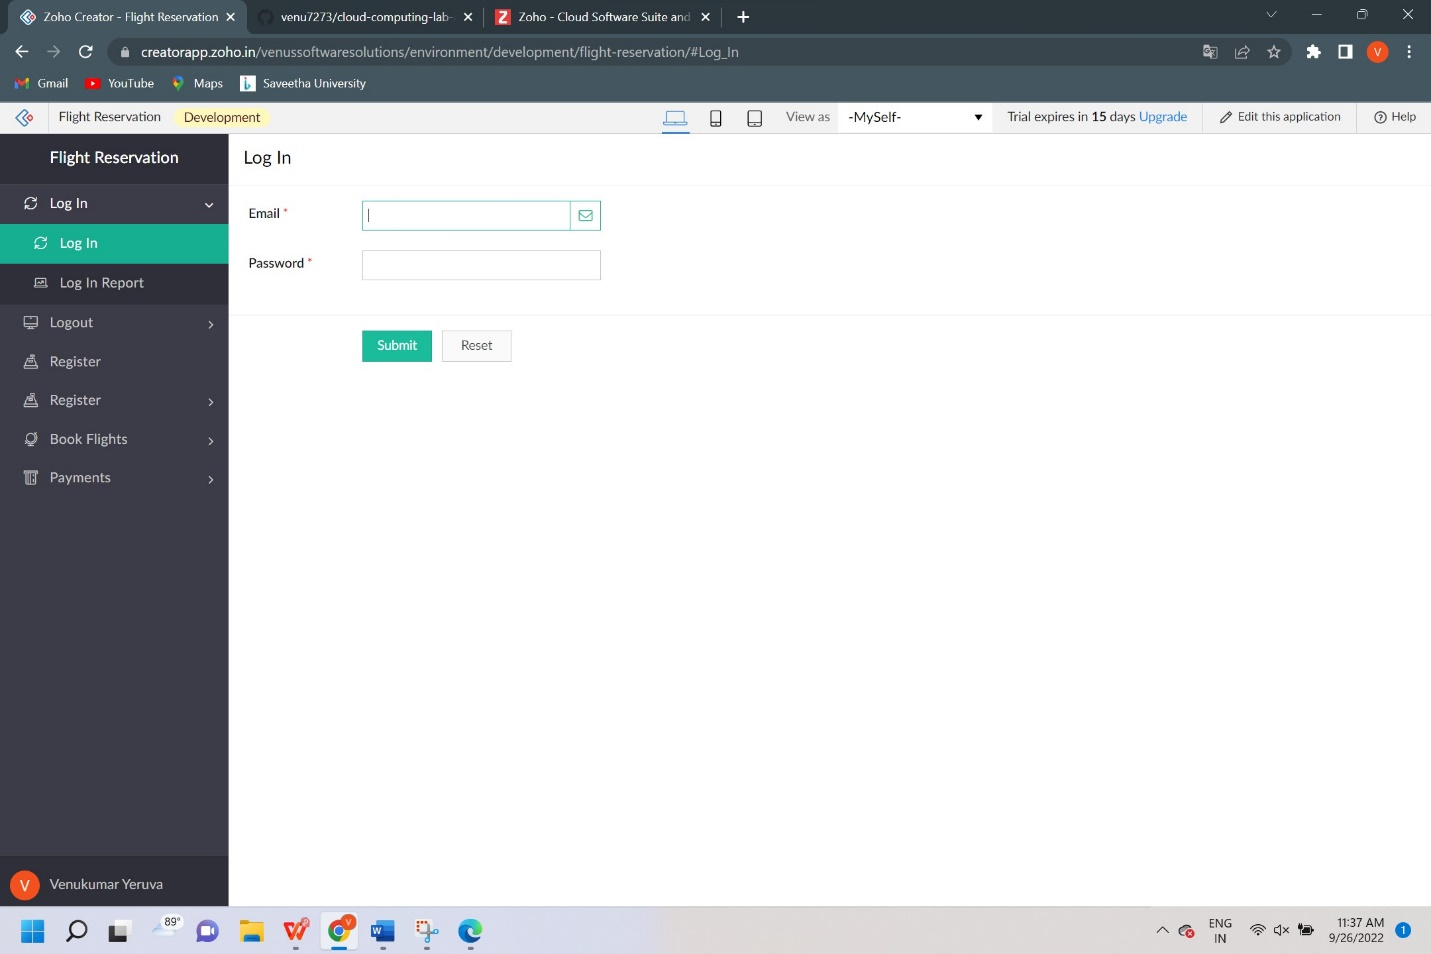 Zoho Creator - Flight Reservation
venu7273/cloud-computing-lab-
Zoho - Cloud Software Suite and
creatorapp.zoho.in/venussoftwaresolutions/environment/development/flight-reservation/#Log_In
V
Gmail
YouTube
Maps
Saveetha University
Flight Reservation
Development
View as
-MySelf-
Trial expires in 15 days Upgrade
Edit this application
Help
Flight Reservation
Log In
Log In
Email *
Log In
Password *
Log In Report
Logout
Submit
Reset
Register
Register
Book Flights
Payments
V
Venukumar Yeruva
89°
ENG
IN
11:37 AM
9/26/2022
1